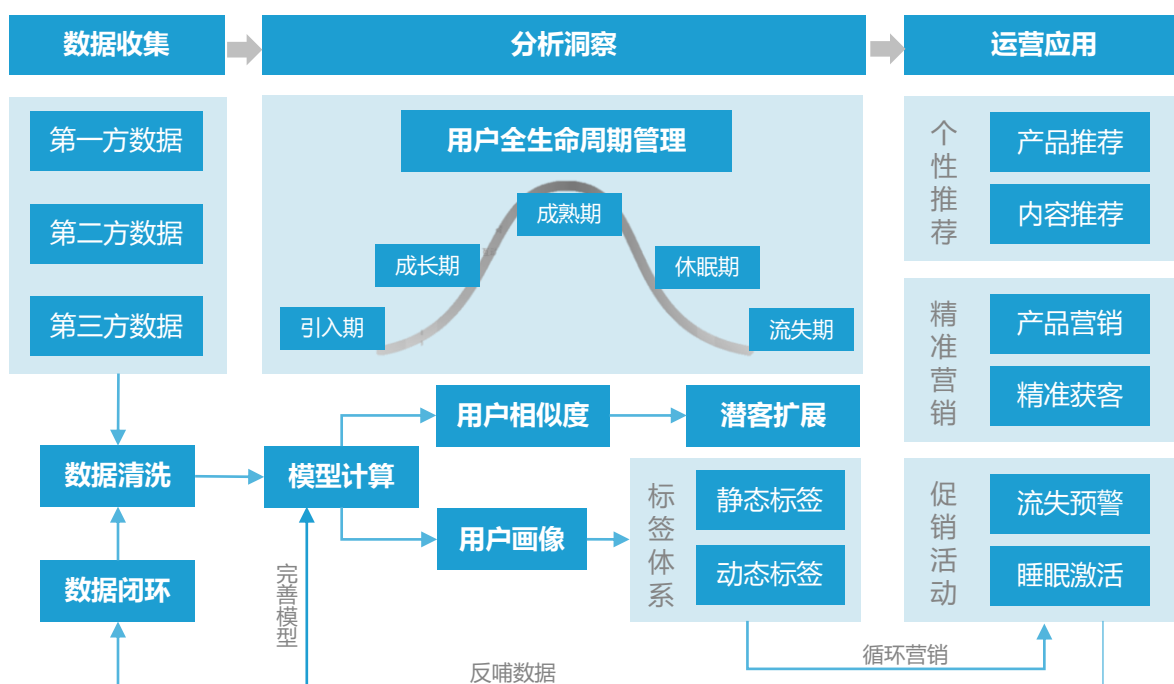 数据收集
分析洞察
运营应用
第一方数据
第二方数据
第三方数据
用户全生命周期管理
引入期
成长期
成熟期
休眠期
流失期
个性推荐
产品推荐
内容推荐
精准营销
产品营销
精准获客
促销活动
流失预警
睡眠激活
数据清洗
数据闭环
模型计算
用户相似度
潜客扩展
用户画像
标签体系
静态标签
动态标签
完善模型
反哺数据
循环营销